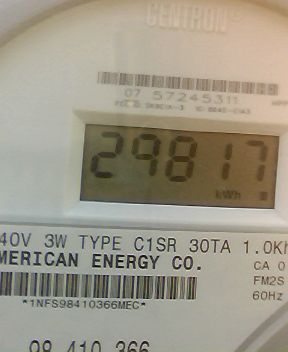 CENTRON®
07 57245311
29817
kWh
40V 3W TYPE C1SR 30TA 1.0Kh
MERICAN ENERGY CO.
CA 0
FM2S
60Hz
*1NFS98410366MEC*
98 410 366